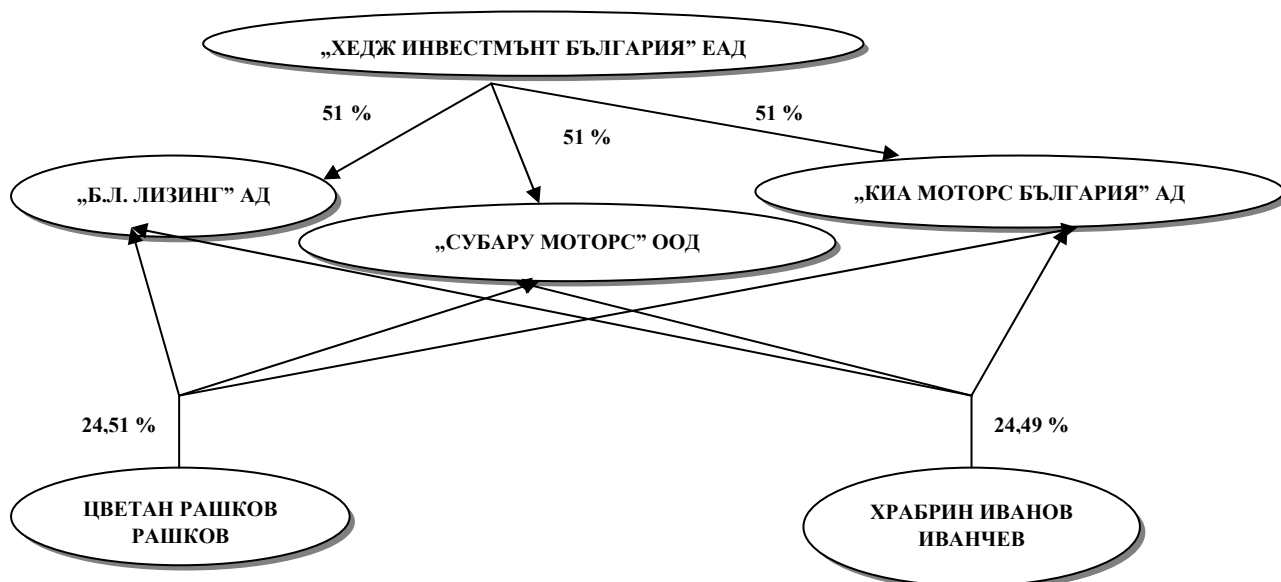 „ХЕДЖ ИНВЕСТМЪНТ БЪЛГАРИЯ” ЕАД
51 %
51 %
51 %
„Б.Л. ЛИЗИНГ” АД
„СУБАРУ МОТОРС” ООД
„КИА МОТОРС БЪЛГАРИЯ” АД
24,51 %
24,49 %
ЦВЕТАН РАШКОВ
РАШКОВ
ХРАБРИН ИВАНОВ
ИВАНЧЕВ